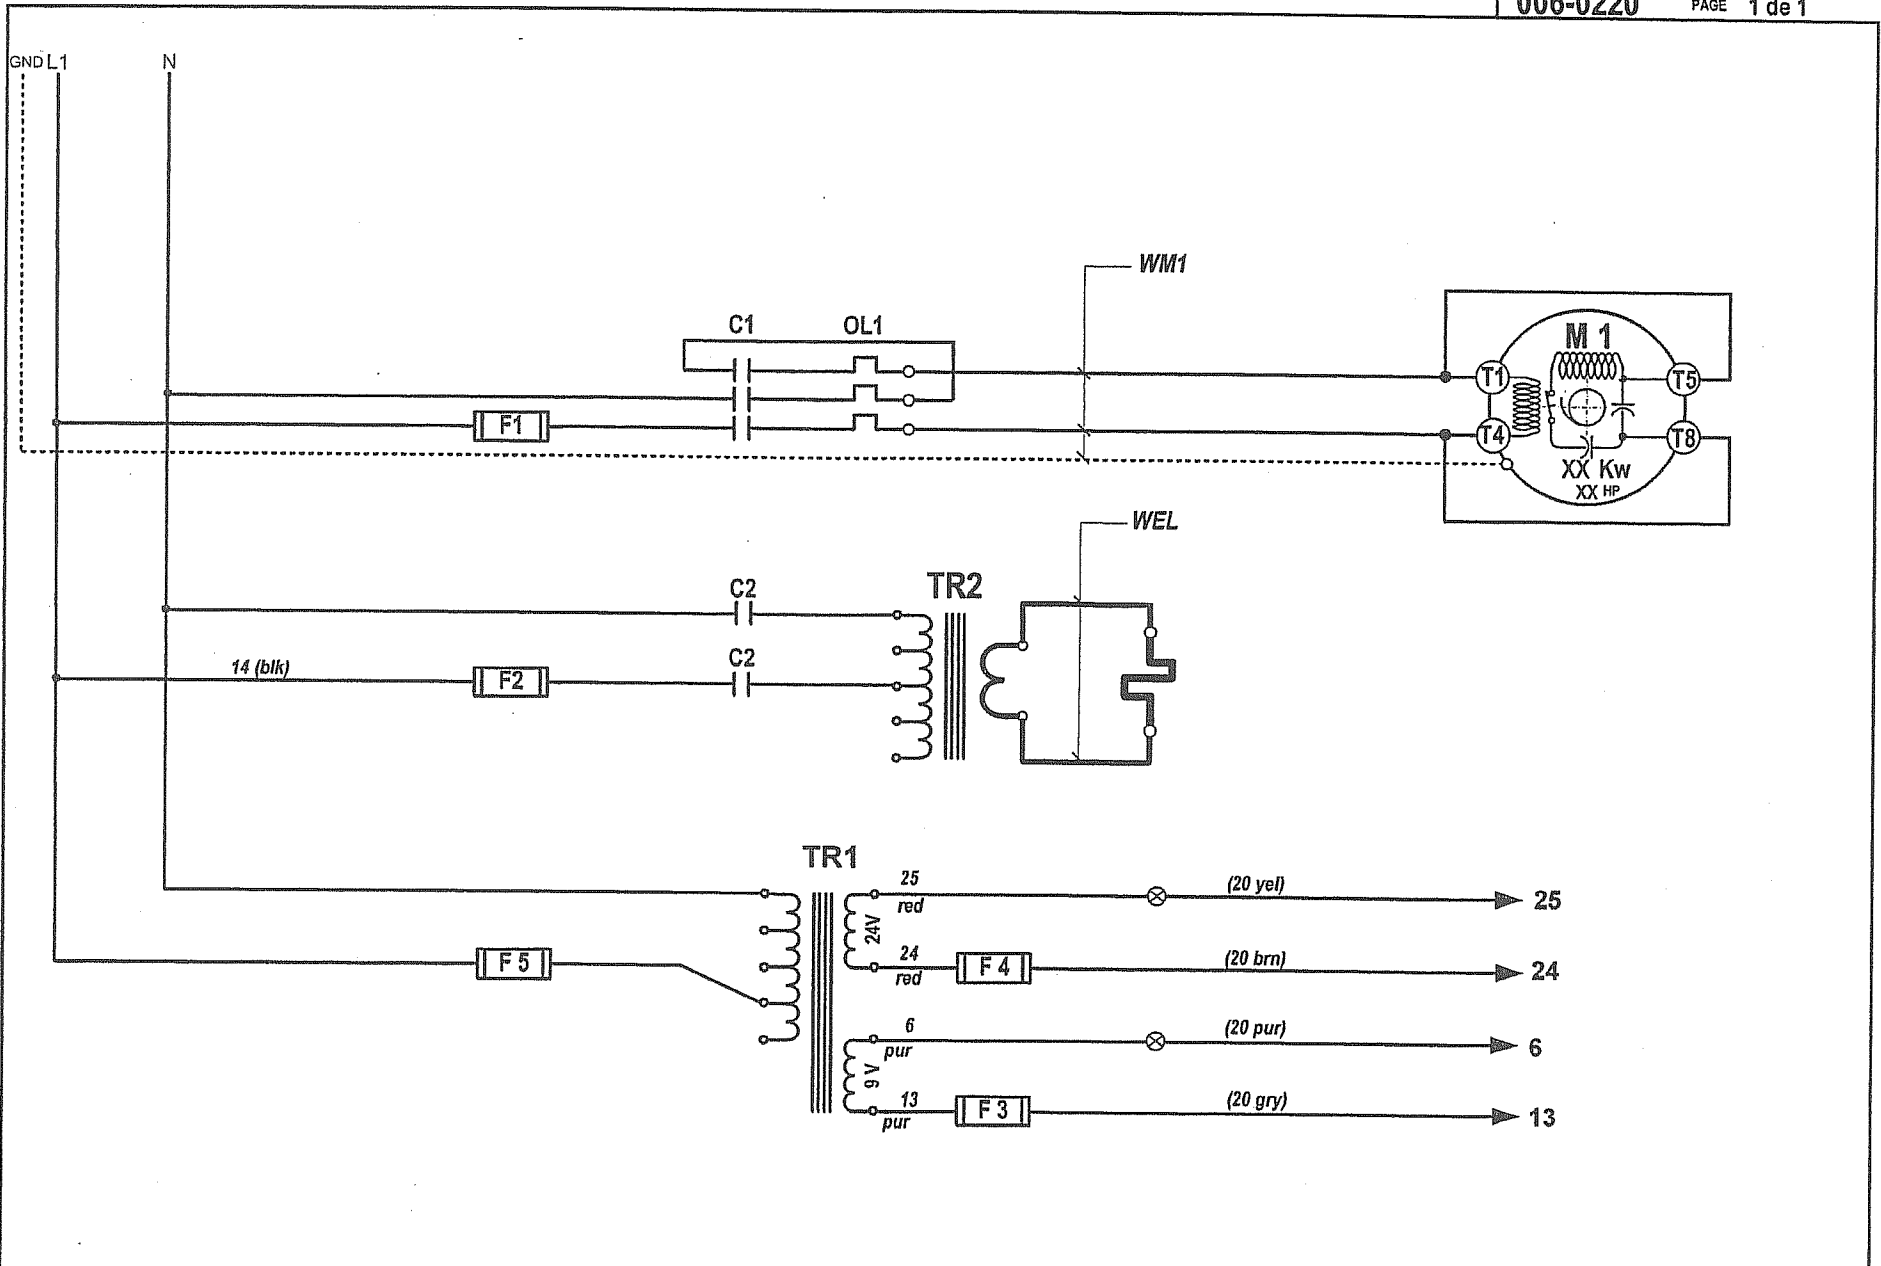 006-0220 PAGE 1 de 1
GND L1 N
WM1
C1 OL1
M 1
T1 T5
F1
T4 T8
XX Kw
XX HP
WEL
TR2
C2
14 (blk) C2
F2
TR1
25 (20 yel) 25
red
24V
24 (20 brn) 24
F 5 red F 4
6 (20 pur) 6
pur
9 V
13 (20 gry) 13
pur F 3